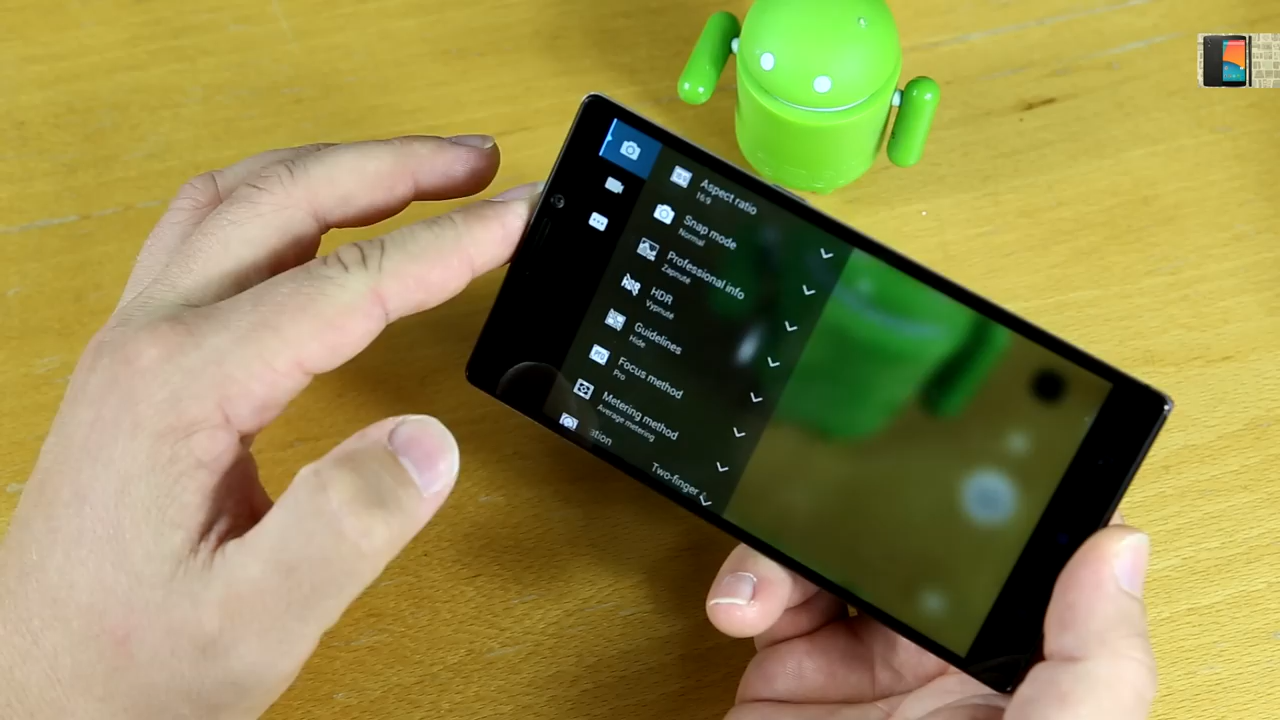 Aspect ratio
16:9
Snap mode
Normal
Professional info
Zapnuté
HDR
Vypnuté
Guidelines
Hide
Focus method
Pro
Metering method
Average metering
Two-finger